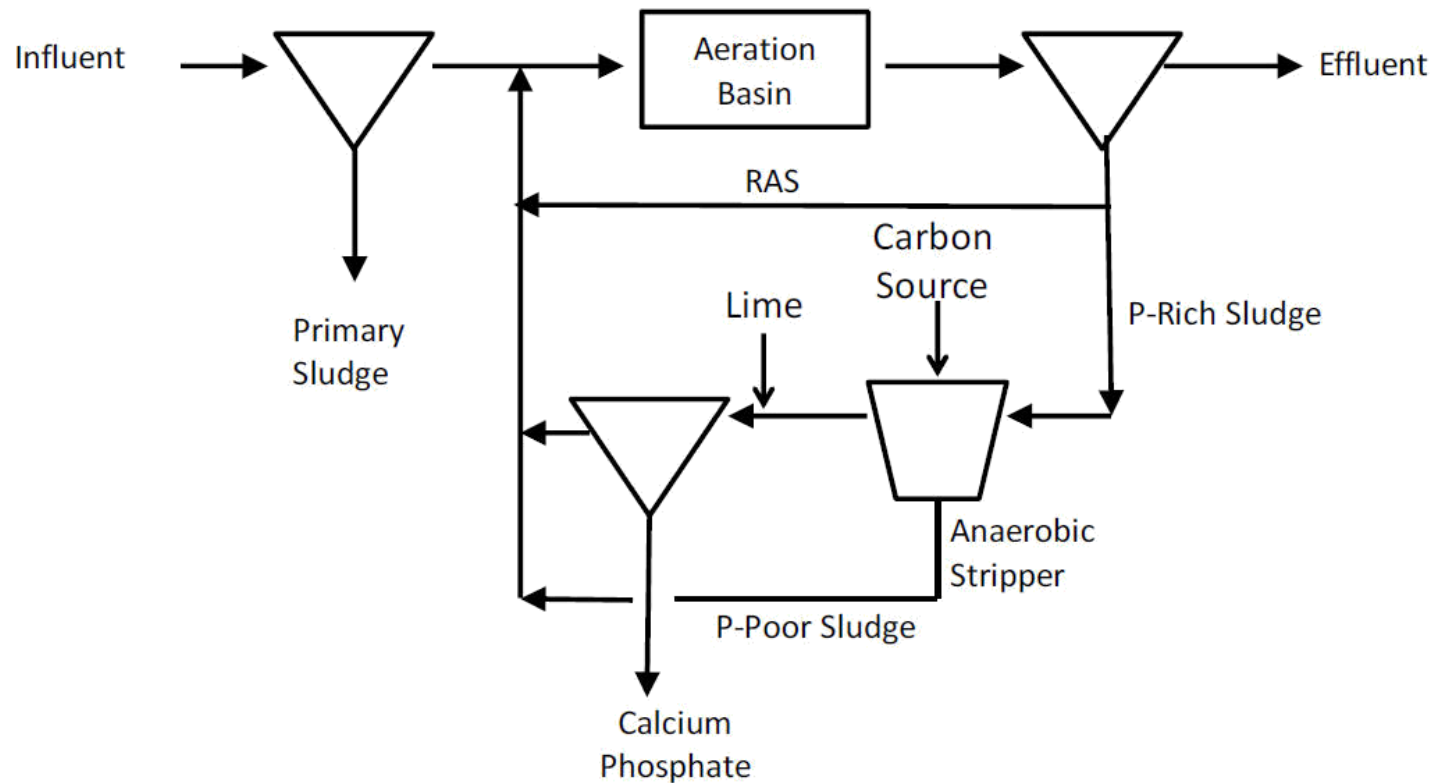 Influent
Aeration
Basin
Effluent
RAS
Carbon
Source
Lime
P-Rich Sludge
Primary
Sludge
Anaerobic
Stripper
P-Poor Sludge
Calcium
Phosphate